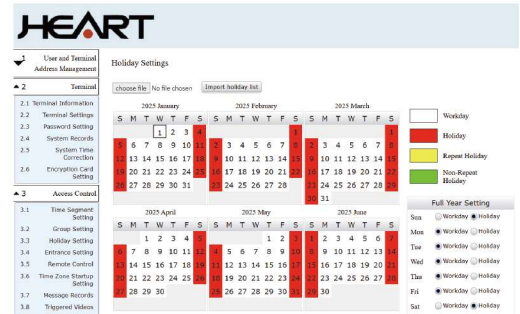 HEART
1 User and Terminal
Address Management
2 Terminal
2.1 Terminal Information
2.2 Terminal Settings
2.3 Password Setting
2.4 System Records
2.5 System Time
Correction
2.6 Encryption Card
Setting
3 Access Control
3.1 Time Segment
Setting
3.2 Group Setting
3.3 Holiday Setting
3.4 Entrance Setting
3.5 Remote Control
3.6 Time Zone Startup
Setting
3.7 Message Records
3.8 Triggered Videos
Holiday Settings
choose file No file chosen Import holiday list
2025 January 2025 February 2025 March
S M T W T F S S M T W T F S S M T W T F S
1 2 3 4 1 1
5 6 7 8 9 10 11 2 3 4 5 6 7 8 2 3 4 5 6 7 8
12 13 14 15 16 17 18 9 10 11 12 13 14 15 9 10 11 12 13 14 15
19 20 21 22 23 24 25 16 17 18 19 20 21 22 16 17 18 19 20 21 22
26 27 28 29 30 31 23 24 25 26 27 28 23 24 25 26 27 28 29
30 31
2025 April 2025 May 2025 June
S M T W T F S S M T W T F S S M T W T F S
1 2 3 4 5 1 2 3 1 2 3 4 5 6 7
6 7 8 9 10 11 12 4 5 6 7 8 9 10 8 9 10 11 12 13 14
13 14 15 16 17 18 19 11 12 13 14 15 16 17 15 16 17 18 19 20 21
20 21 22 23 24 25 26 18 19 20 21 22 23 24 22 23 24 25 26 27 28
27 28 29 30 25 26 27 28 29 30 31 29 30
Workday
Holiday
Repeat Holiday
Non-Repeat
Holiday
Full Year Setting
Sun Workday Holiday
Mon Workday Holiday
Tue Workday Holiday
Wed Workday Holiday
Thu Workday Holiday
Fri Workday Holiday
Sat Workday Holiday